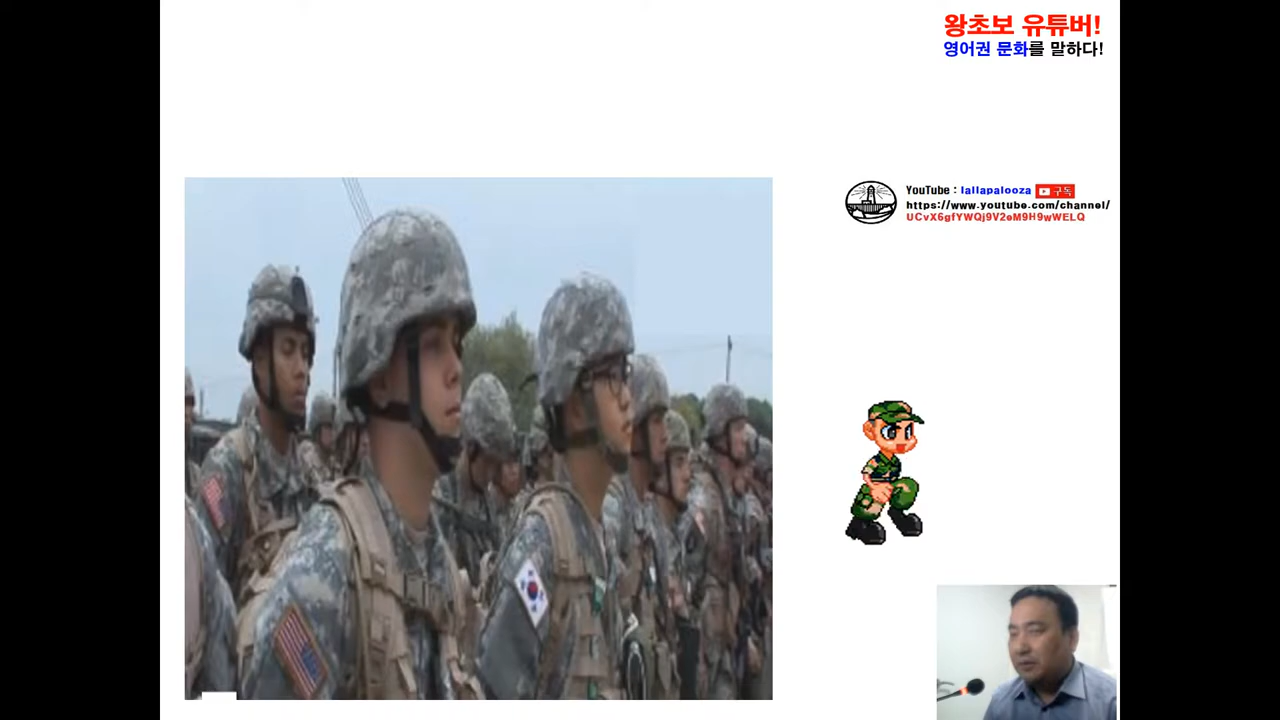 왕초보 유튜버!
영어권 문화를 말하다!
YouTube : lallapalooza 구독
https://www.youtube.com/channel/
UCvX6gfYWQj9V2eM9H9wWELQ